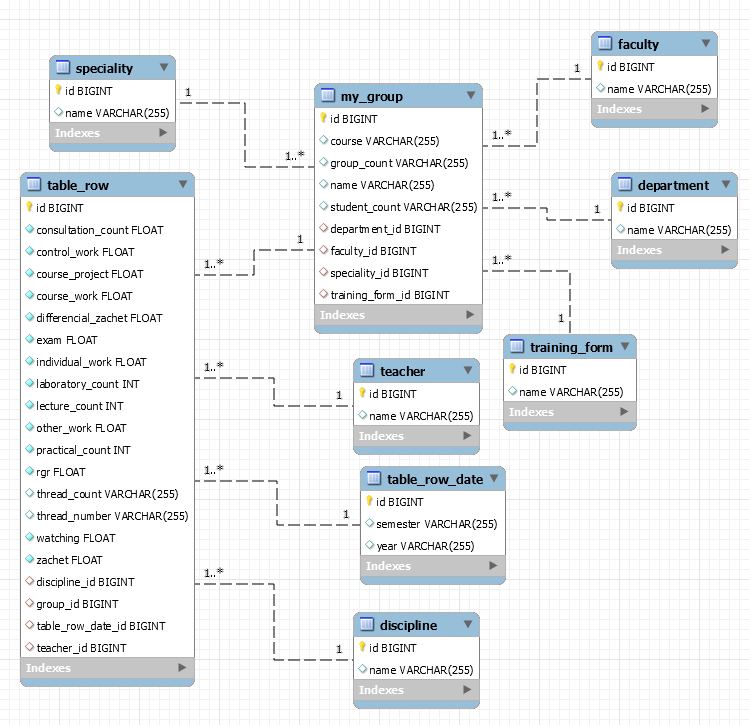 speciality
id BIGINT
name VARCHAR(255)
Indexes
1
1..*
my_group
id BIGINT
course VARCHAR(255)
group_count VARCHAR(255)
name VARCHAR(255)
student_count VARCHAR(255)
department_id BIGINT
faculty_id BIGINT
speciality_id BIGINT
training_form_id BIGINT
Indexes
faculty
id BIGINT
name VARCHAR(255)
Indexes
1
1..*
department
id BIGINT
name VARCHAR(255)
Indexes
1..*
1
training_form
id BIGINT
name VARCHAR(255)
Indexes
1..*
1
table_row
id BIGINT
consultation_count FLOAT
control_work FLOAT
course_project FLOAT
course_work FLOAT
differencial_zachet FLOAT
exam FLOAT
individual_work FLOAT
laboratory_count INT
lecture_count INT
other_work FLOAT
practical_count INT
rgr FLOAT
thread_count VARCHAR(255)
thread_number VARCHAR(255)
watching FLOAT
zachet FLOAT
discipline_id BIGINT
group_id BIGINT
table_row_date_id BIGINT
teacher_id BIGINT
Indexes
1
1..*
1..*
1
teacher
id BIGINT
name VARCHAR(255)
Indexes
1..*
1
table_row_date
id BIGINT
semester VARCHAR(255)
year VARCHAR(255)
Indexes
1..*
1
discipline
id BIGINT
name VARCHAR(255)
Indexes